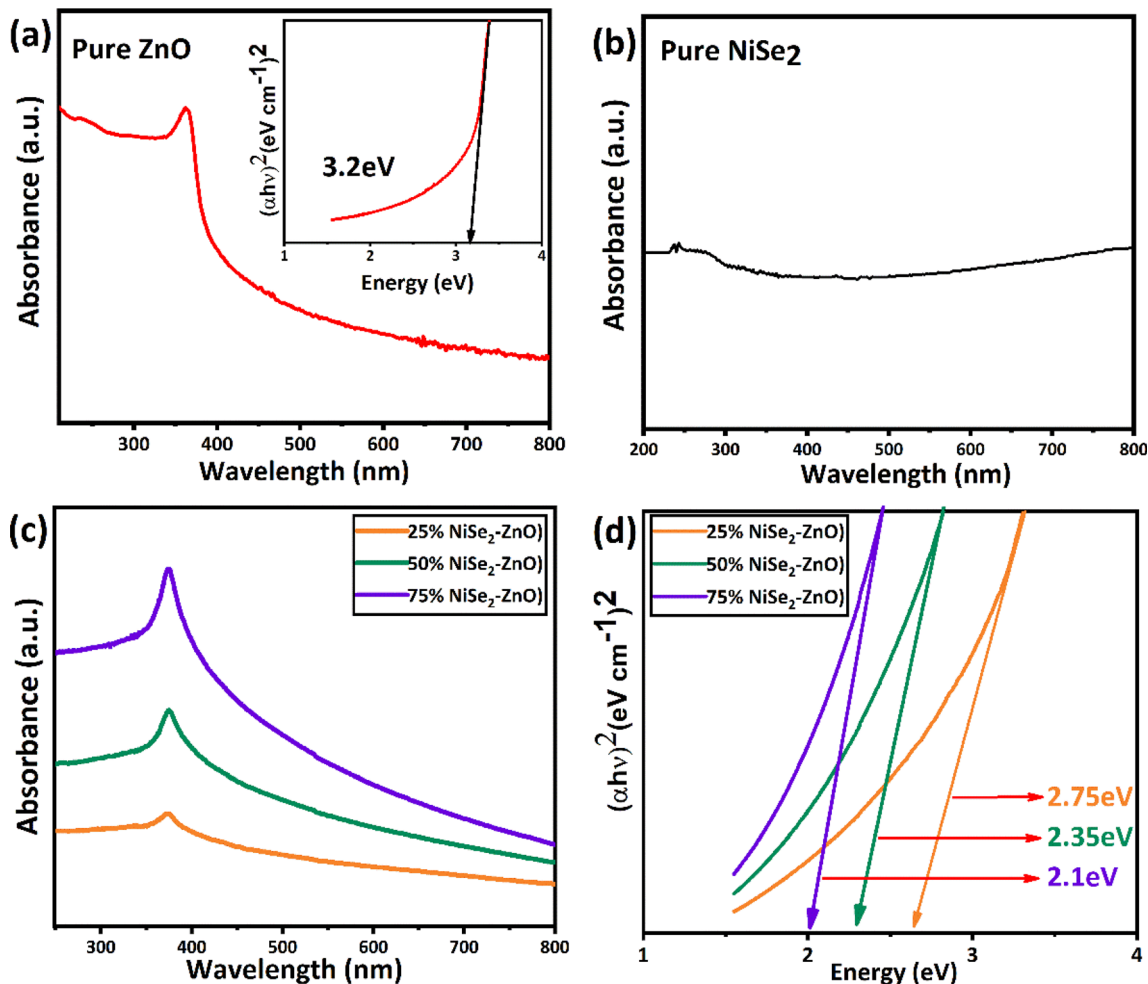 (a)
Pure ZnO
Absorbance (a.u.)
300 400 500 600 700 800
Wavelength (nm)
(αhν)2(eV cm-1)2
3.2eV
1 2 3 4
Energy (eV)
(b)
Pure NiSe2
Absorbance (a.u.)
200 300 400 500 600 700 800
Wavelength (nm)
(c)
25% NiSe2-ZnO)
50% NiSe2-ZnO)
75% NiSe2-ZnO)
Absorbance (a.u.)
300 400 500 600 700 800
Wavelength (nm)
(d)
25% NiSe2-ZnO)
50% NiSe2-ZnO)
75% NiSe2-ZnO)
(αhν)2(eV cm-1)2
2.75eV
2.35eV
2.1eV
1 2 3 4
Energy (eV)